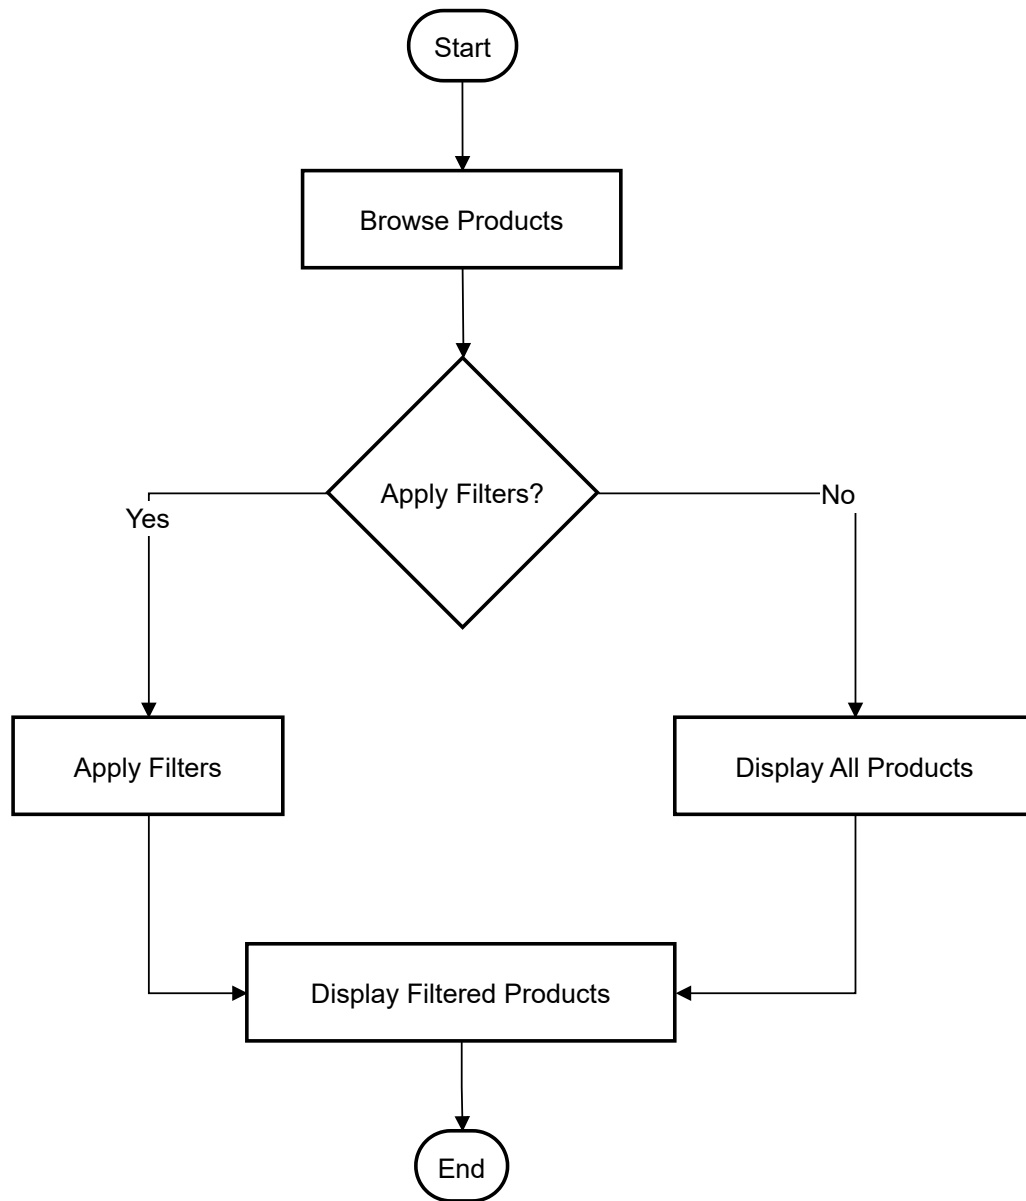 Start
Browse Products
Apply Filters?
Yes
No
Apply Filters
Display All Products
Display Filtered Products
End